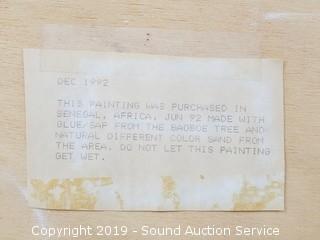 DEC 1992
THIS PAINTING WAS PURCHASED IN
SENEGAL, AFRICA, JUN 92 MADE WITH
GLUE/SAP FROM THE BAOBOE TREE AND
NATURAL DIFFERENT COLOR SAND FROM
THE AREA. DO NOT LET THIS PAINTING
GET WET.
Copyright 2019 - Sound Auction Service